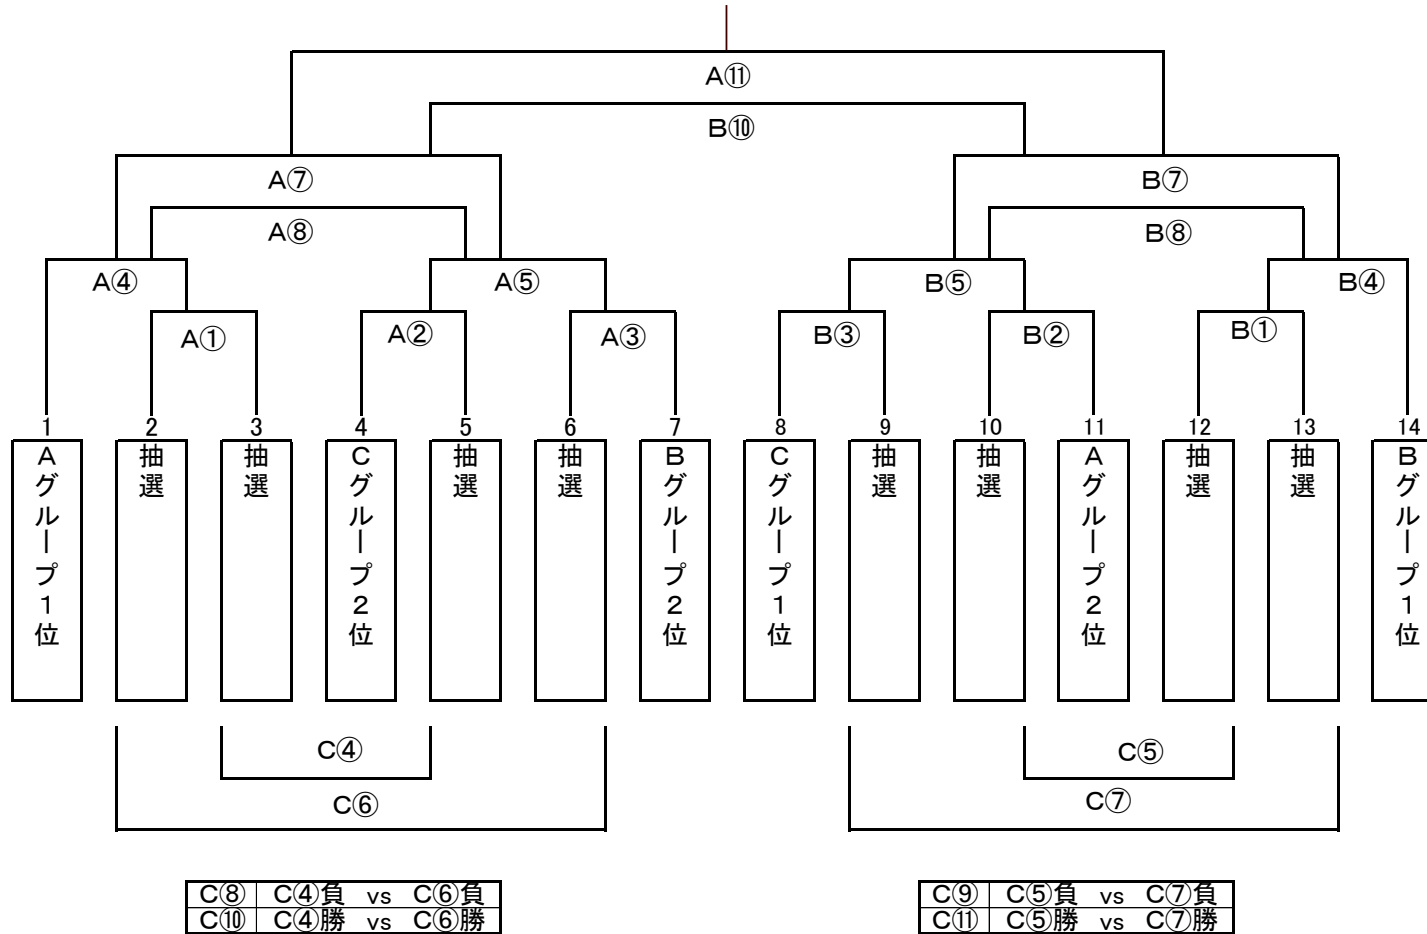 A⑪
B⑩
A⑦ B⑦
A⑧ B⑧
A④ A⑤ B⑤ B④
A① A② A③ B③ B② B①
1 2 3 4 5 6 7 8 9 10 11 12 13 14
Aグループ1位
抽選
抽選
Cグループ2位
抽選
抽選
Bグループ2位
Cグループ1位
抽選
抽選
Aグループ2位
抽選
抽選
Bグループ1位
C④ C⑤
C⑥ C⑦
C⑧ C④負 vs C⑥負
C⑩ C④勝 vs C⑥勝
C⑨ C⑤負 vs C⑦負
C⑪ C⑤勝 vs C⑦勝